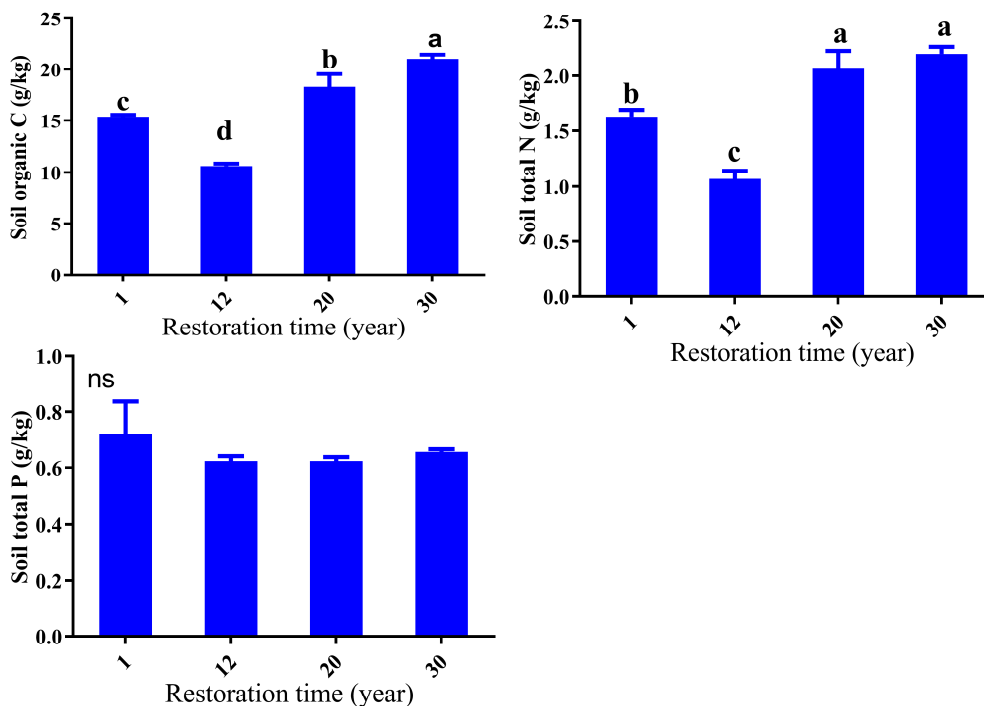 Soil organic C (g/kg)
25
20
15
10
5
0
c
d
b
a
1
12
20
30
Restoration time (year)
Soil total N (g/kg)
2.5
2.0
1.5
1.0
0.5
0.0
b
c
a
a
1
12
20
30
Restoration time (year)
Soil total P (g/kg)
1.0
0.8
0.6
0.4
0.2
0.0
ns
1
12
20
30
Restoration time (year)